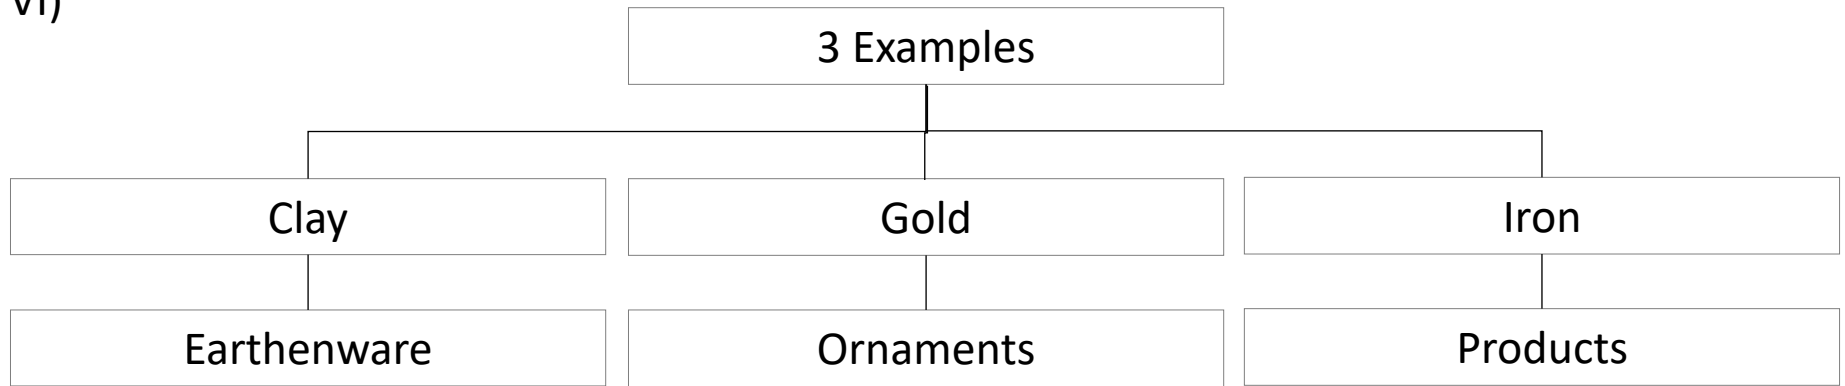 VI)
3 Examples
Clay
Gold
Iron
Earthenware
Ornaments
Products